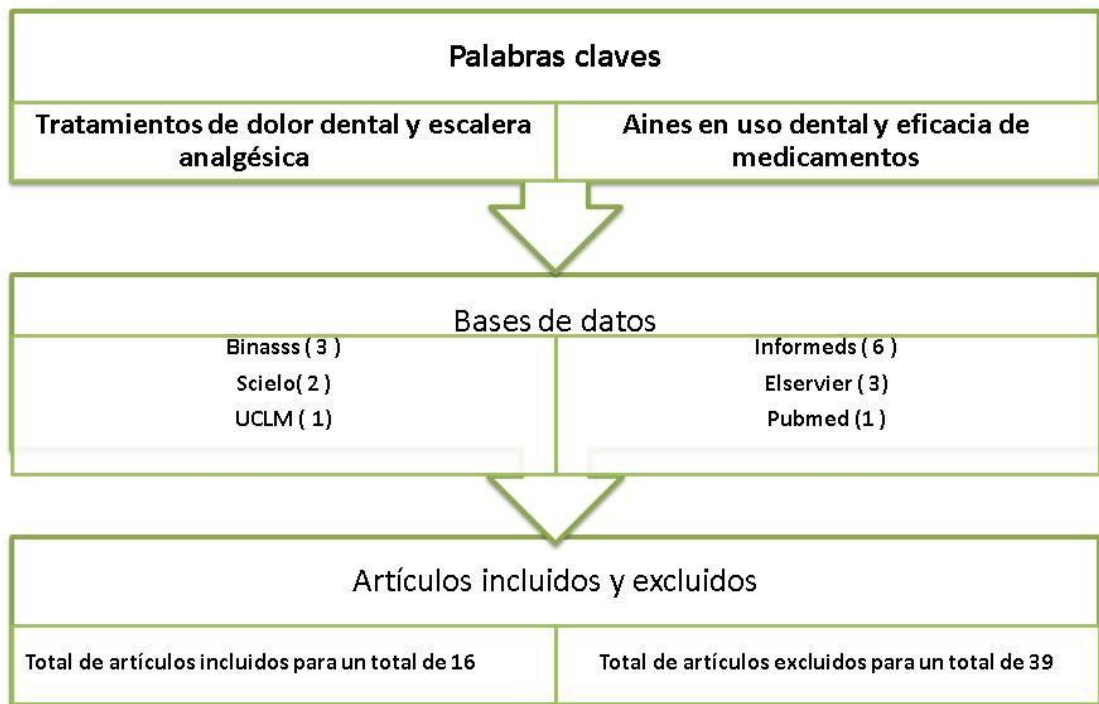 Palabras claves
Tratamientos de dolor dental y escalera
analgésica
Aines en uso dental y eficacia de
medicamentos
Bases de datos
Binasss ( 3 )
Scielo( 2 )
UCLM ( 1)
Informeds ( 6 )
Elservier ( 3)
Pubmed (1 )
Artículos incluidos y excluidos
Total de artículos incluidos para un total de 16
Total de artículos excluidos para un total de 39